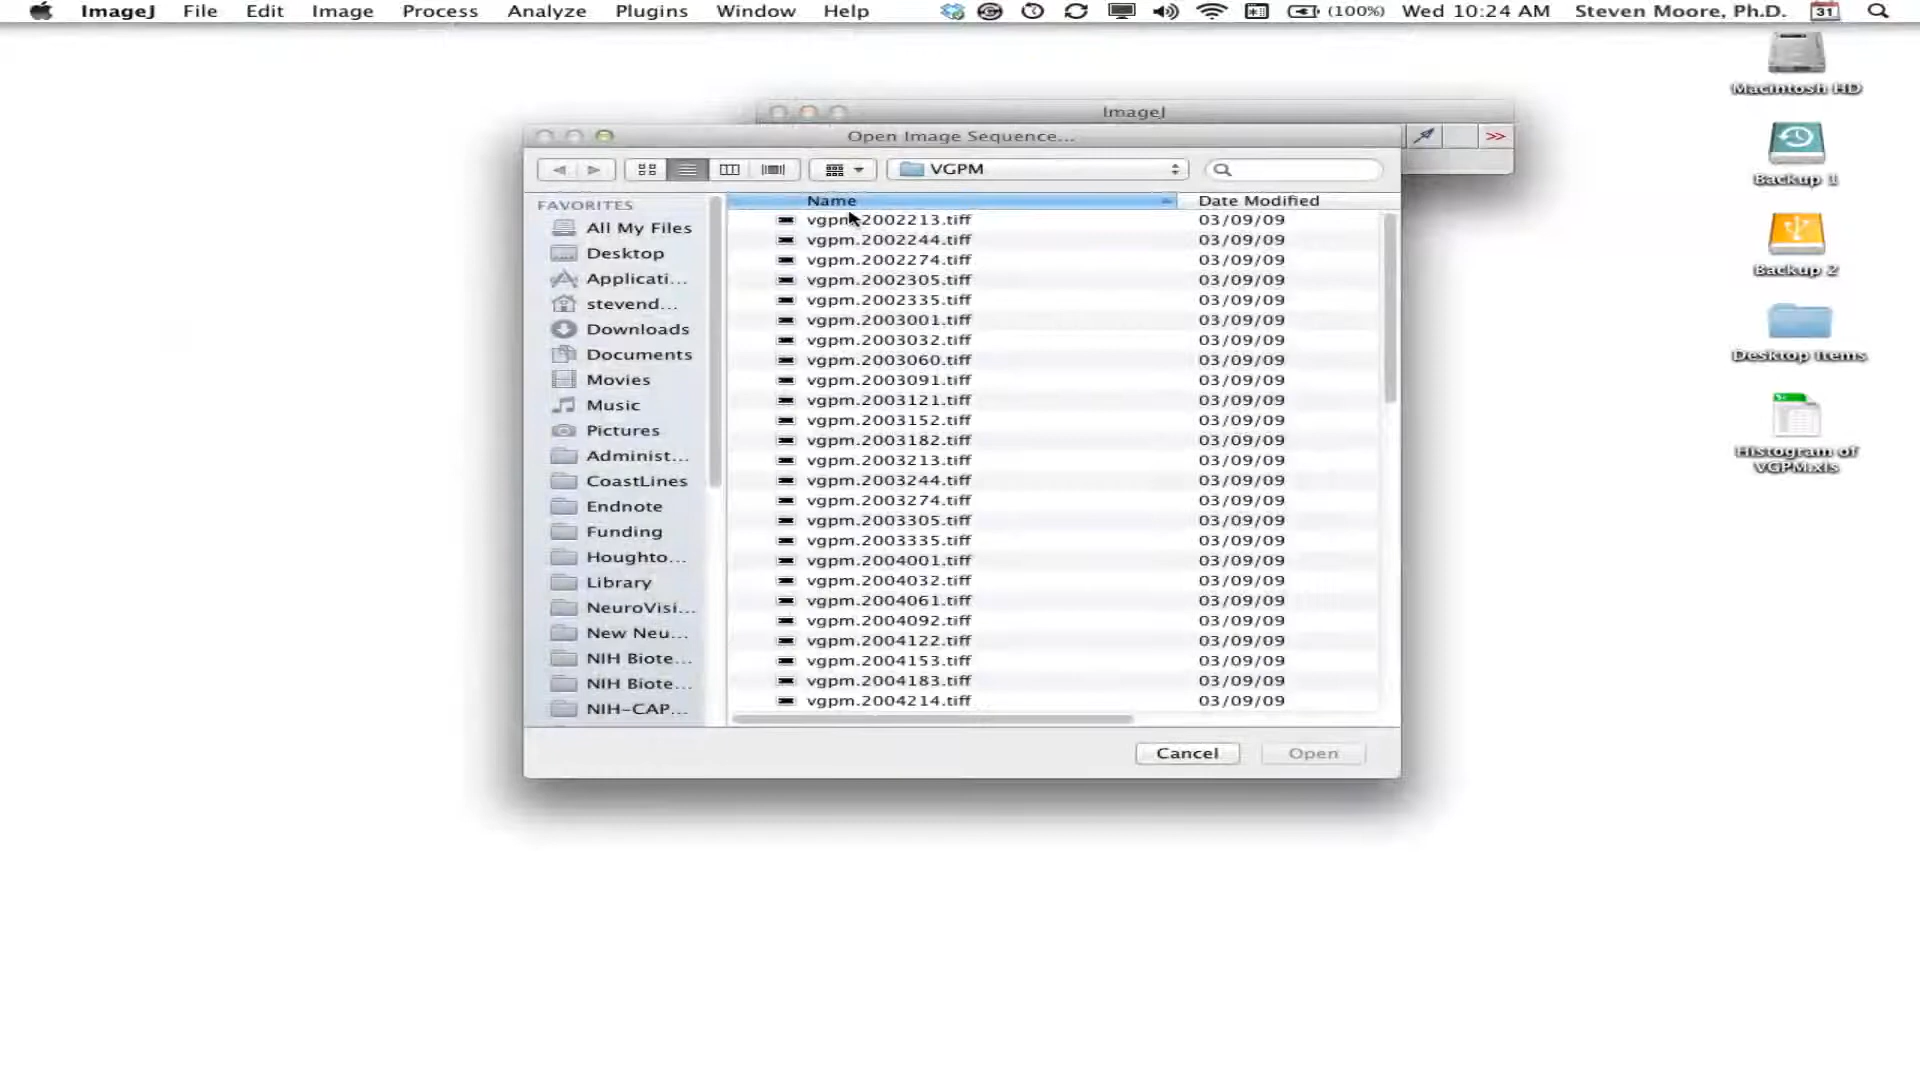 ImageJ File Edit Image Process Analyze Plugins Window Help (100%) Wed 10:24 AM Steven Moore, Ph.D. 31
Macintosh HD
Backup 1
Backup 2
Desktop Items
Histogram of
VGPM.xls
ImageJ
>>
Open Image Sequence...
VGPM
FAVORITES
All My Files
Desktop
Applicati...
stevend...
Downloads
Documents
Movies
Music
Pictures
Administ...
CoastLines
Endnote
Funding
Houghto...
Library
NeuroVisi...
New Neu...
NIH Biote...
NIH Biote...
NIH-CAP...
Name Date Modified
vgpm.2002213.tiff 03/09/09
vgpm.2002244.tiff 03/09/09
vgpm.2002274.tiff 03/09/09
vgpm.2002305.tiff 03/09/09
vgpm.2002335.tiff 03/09/09
vgpm.2003001.tiff 03/09/09
vgpm.2003032.tiff 03/09/09
vgpm.2003060.tiff 03/09/09
vgpm.2003091.tiff 03/09/09
vgpm.2003121.tiff 03/09/09
vgpm.2003152.tiff 03/09/09
vgpm.2003182.tiff 03/09/09
vgpm.2003213.tiff 03/09/09
vgpm.2003244.tiff 03/09/09
vgpm.2003274.tiff 03/09/09
vgpm.2003305.tiff 03/09/09
vgpm.2003335.tiff 03/09/09
vgpm.2004001.tiff 03/09/09
vgpm.2004032.tiff 03/09/09
vgpm.2004061.tiff 03/09/09
vgpm.2004092.tiff 03/09/09
vgpm.2004122.tiff 03/09/09
vgpm.2004153.tiff 03/09/09
vgpm.2004183.tiff 03/09/09
vgpm.2004214.tiff 03/09/09
Cancel Open